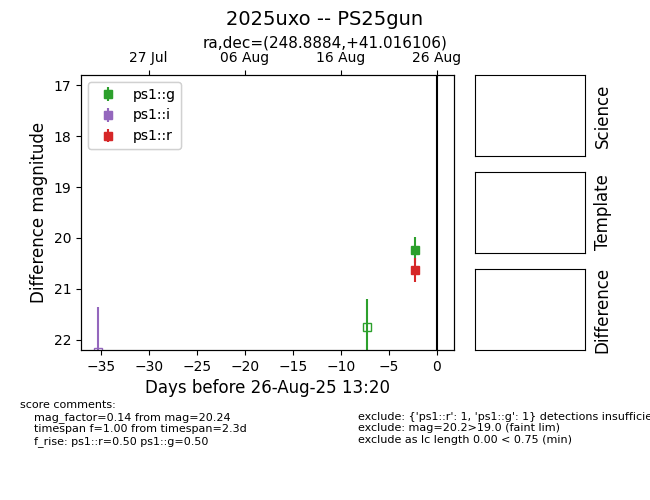 2025uxo -- PS25gun
ra,dec=(248.8884,+41.016106)
27 Jul 06 Aug 16 Aug 26 Aug
ps1::g
ps1::i
ps1::r
17
18
19
20
21
22
Difference magnitude
−35 −30 −25 −20 −15 −10 −5 0
Days before 26-Aug-25 13:20
Science
Template
Difference
score comments:
mag_factor=0.14 from mag=20.24
timespan f=1.00 from timespan=2.3d
f_rise: ps1::r=0.50 ps1::g=0.50
exclude: {'ps1::r': 1, 'ps1::g': 1} detections insufficie
exclude: mag=20.2>19.0 (faint lim)
exclude as lc length 0.00 < 0.75 (min)